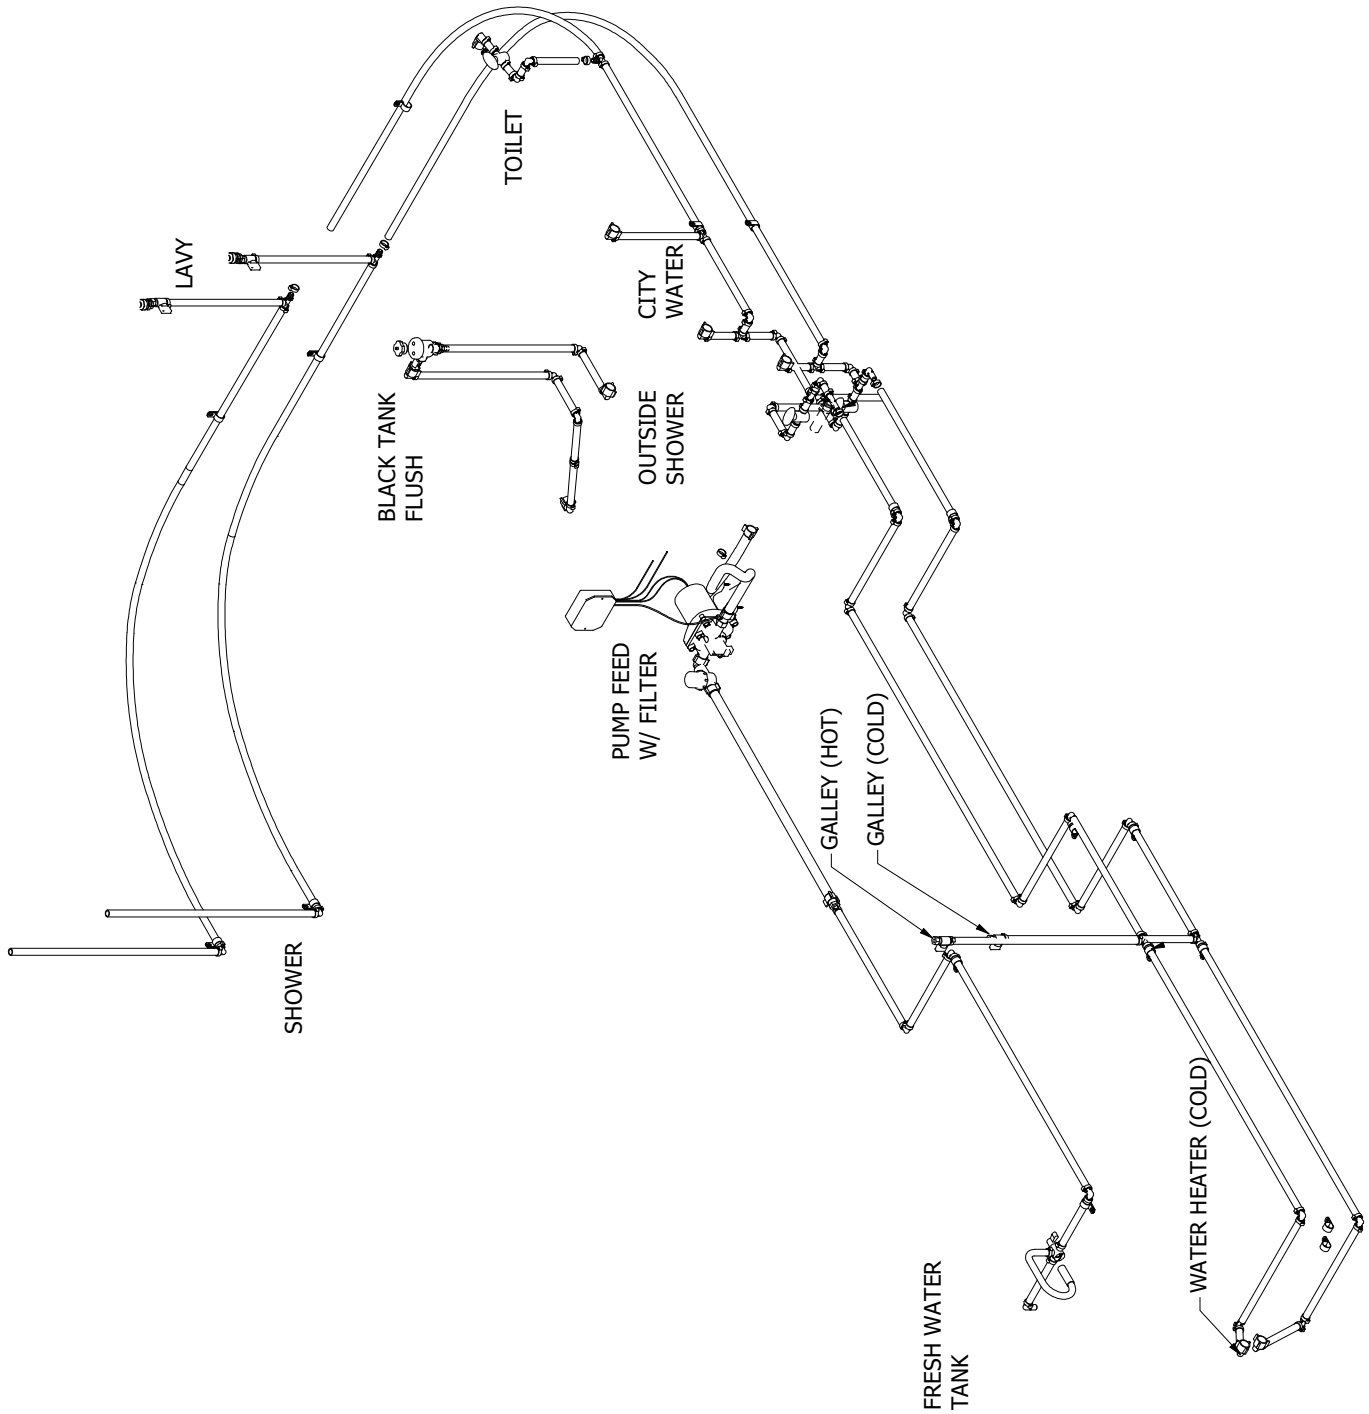 LAVY
TOILET
CITY
WATER
BLACK TANK
FLUSH
OUTSIDE
SHOWER
PUMP FEED
W/ FILTER
GALLEY (HOT)
GALLEY (COLD)
SHOWER
WATER HEATER (COLD)
FRESH WATER
TANK